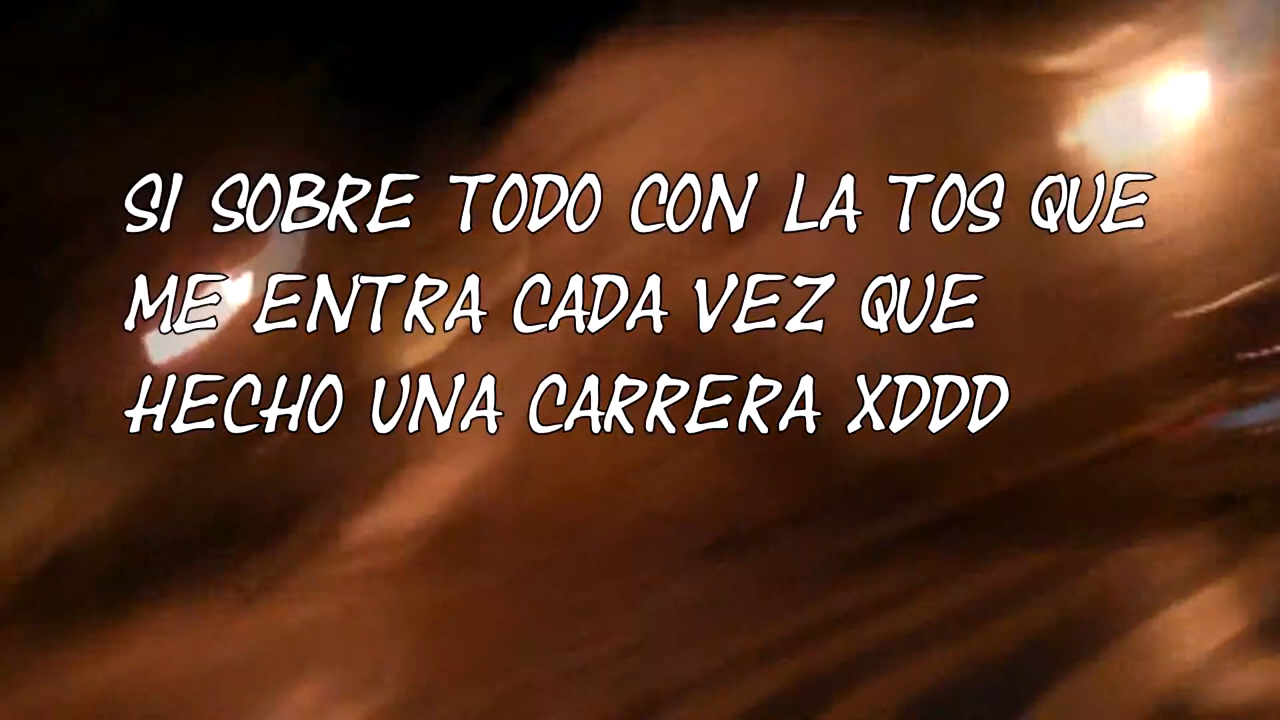 SI SOBRE TODO CON LA TOS QUE
ME ENTRA CADA VEZ QUE
HECHO UNA CARRERA XDDD